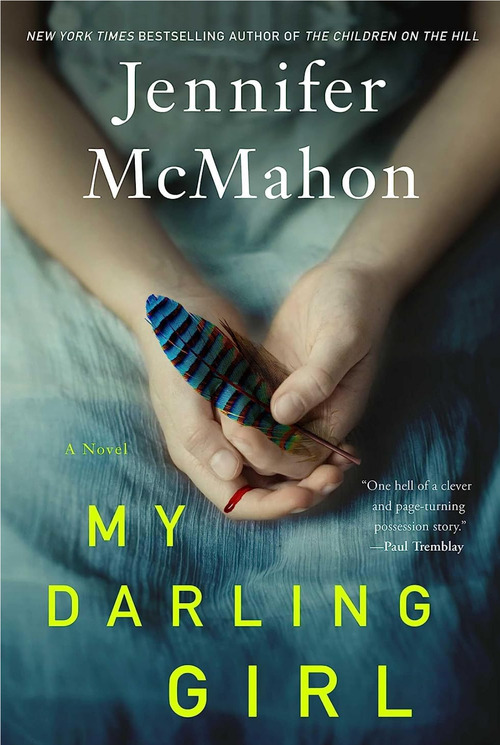 NEW YORK TIMES BESTSELLING AUTHOR OF THE CHILDREN ON THE HILL
Jennifer
McMahon
A Novel
“One hell of a clever
and page-turning
possession story.”
—Paul Tremblay
MY
DARLING
GIRL